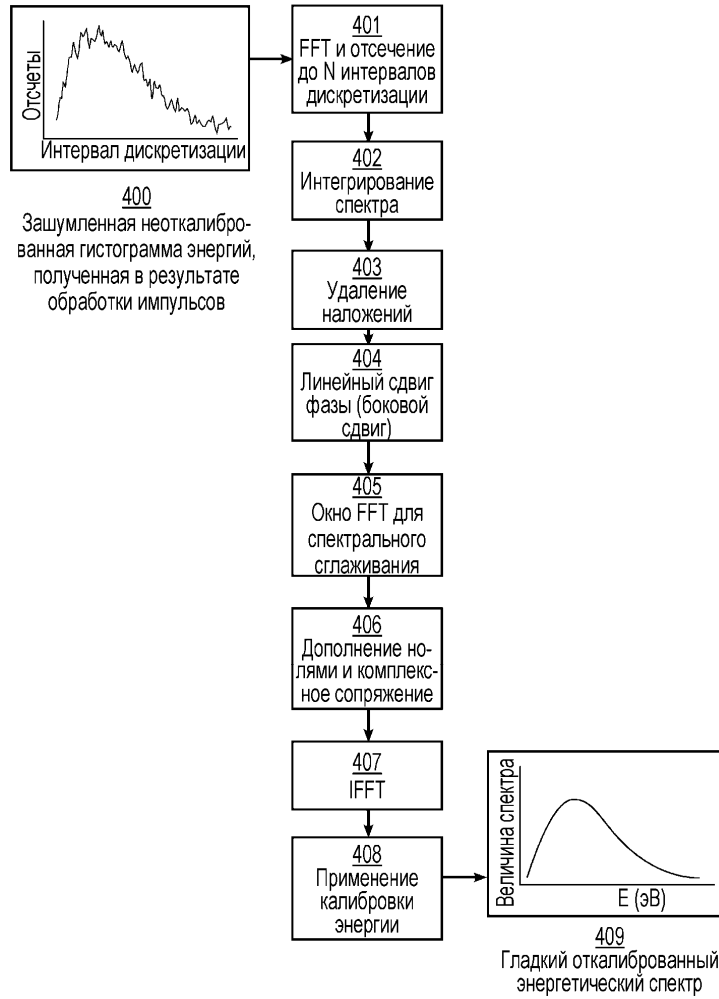 Отсчеты
Интервал дискретизации
400
Зашумленная неоткалибро-
ванная гистограмма энергий,
полученная в результате
обработки импульсов
401
FFT и отсечение
до N интервалов
дискретизации
402
Интегрирование
спектра
403
Удаление
наложений
404
Линейный сдвиг
фазы (боковой
сдвиг)
405
Окно FFT для
спектрального
сглаживания
406
Дополнение но-
лями и комплекс-
ное сопряжение
407
IFFT
408
Применение
калибровки
энергии
Величина спектра
E (эВ)
409
Гладкий откалиброванный
энергетический спектр